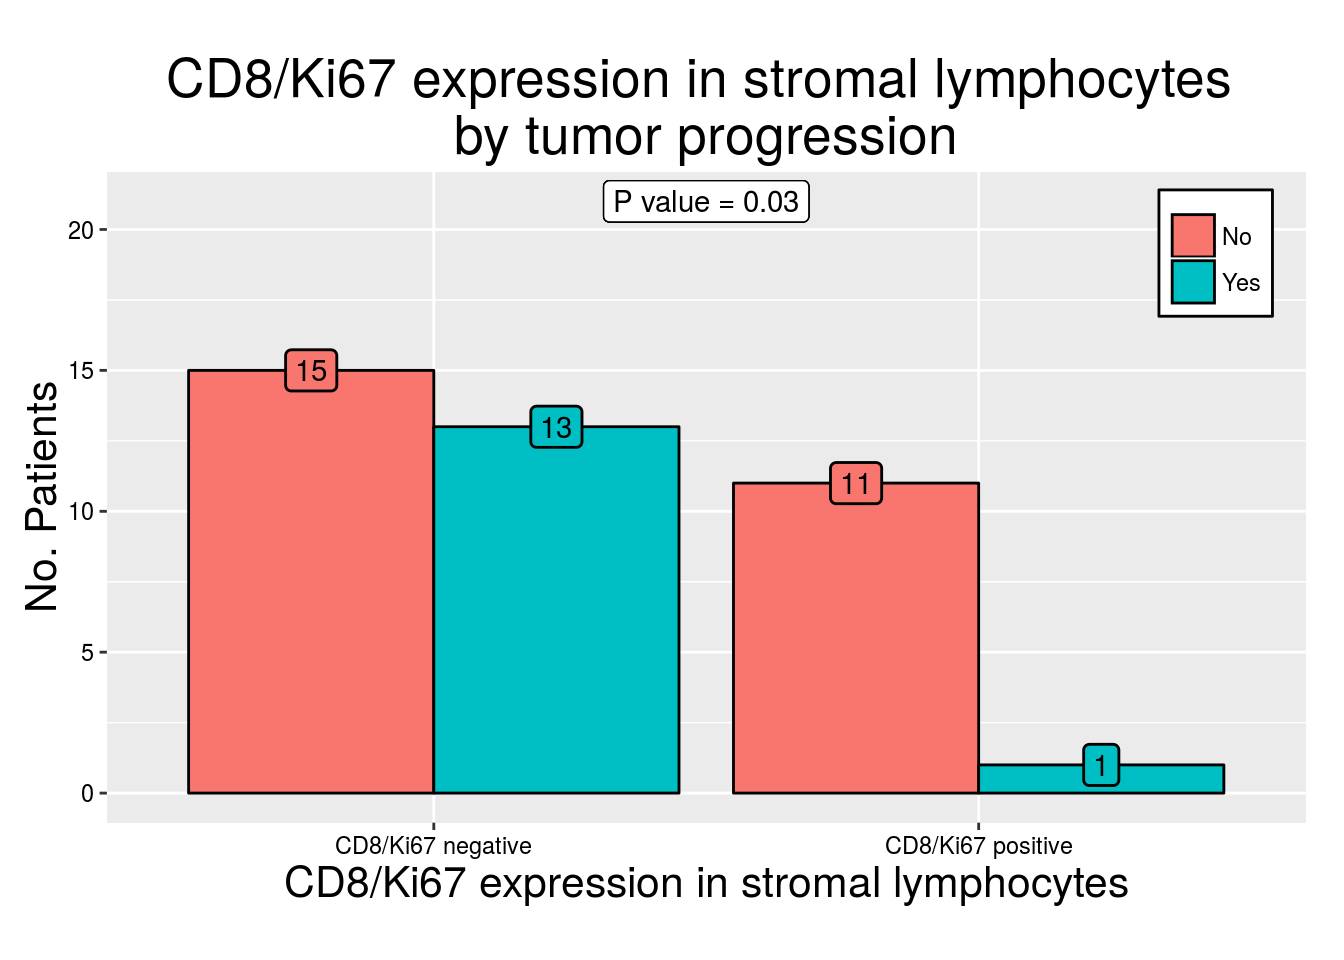 CD8/Ki67 expression in stromal lymphocytes
by tumor progression
P value = 0.03
No
Yes
No. Patients
20
15
10
5
0
15
13
11
1
CD8/Ki67 negative
CD8/Ki67 positive
CD8/Ki67 expression in stromal lymphocytes